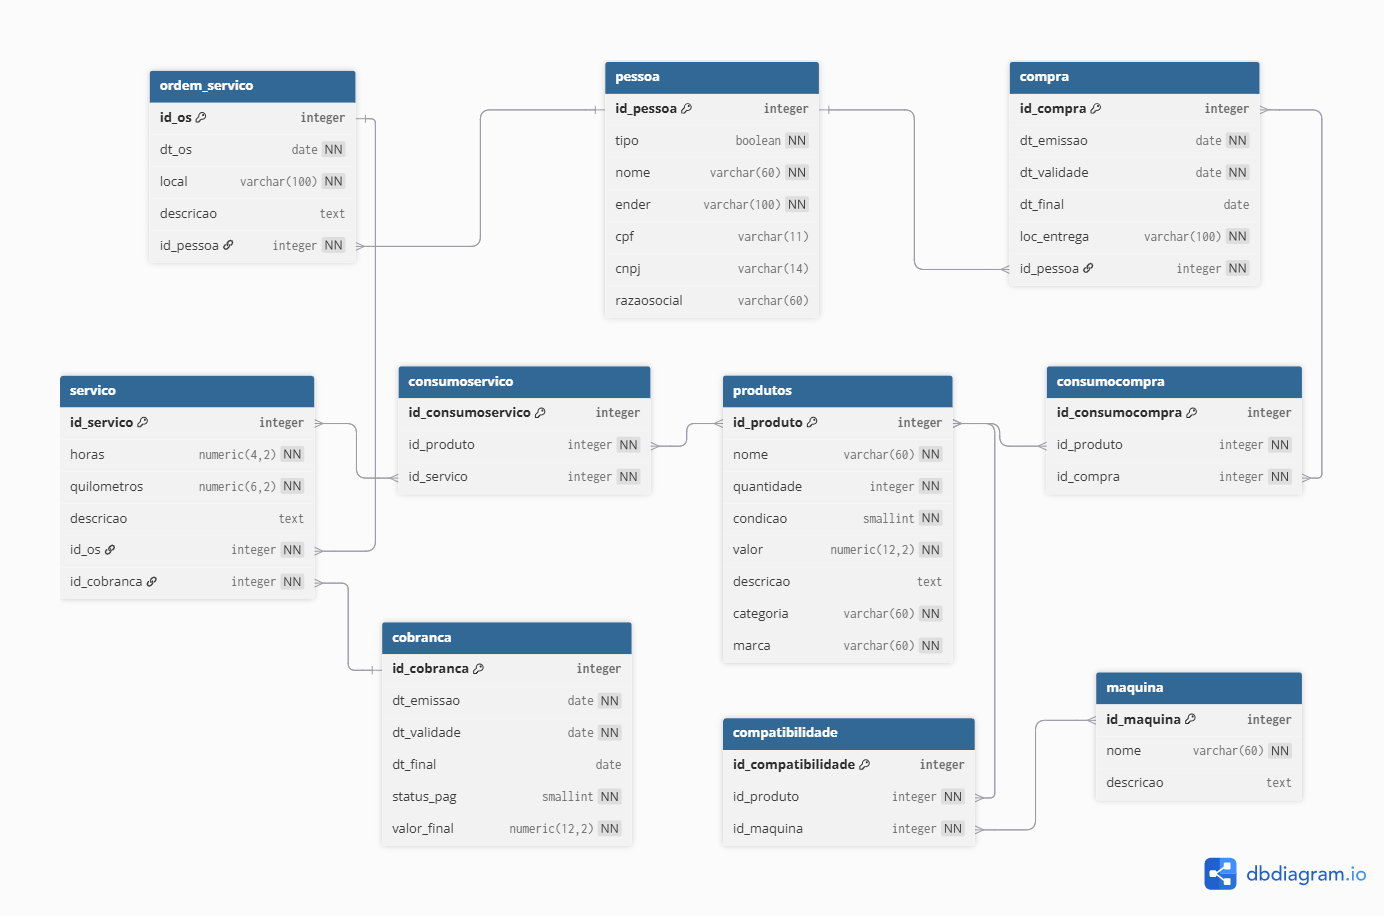 ordem_servico
id_os integer
dt_os date NN
local varchar(100) NN
descricao text
id_pessoa integer NN
pessoa
id_pessoa integer
tipo boolean NN
nome varchar(60) NN
ender varchar(100) NN
cpf varchar(11)
cnpj varchar(14)
razaosocial varchar(60)
compra
id_compra integer
dt_emissao date NN
dt_validade date NN
dt_final date
loc_entrega varchar(100) NN
id_pessoa integer NN
servico
id_servico integer
horas numeric(4,2) NN
quilometros numeric(6,2) NN
descricao text
id_os integer NN
id_cobranca integer NN
consumoservico
id_consumoservico integer
id_produto integer NN
id_servico integer NN
produtos
id_produto integer
nome varchar(60) NN
quantidade integer NN
condicao smallint NN
valor numeric(12,2) NN
descricao text
categoria varchar(60) NN
marca varchar(60) NN
consumocompra
id_consumocompra integer
id_produto integer NN
id_compra integer NN
cobranca
id_cobranca integer
dt_emissao date NN
dt_validade date NN
dt_final date
status_pag smallint NN
valor_final numeric(12,2) NN
compatibilidade
id_compatibilidade integer
id_produto integer NN
id_maquina integer NN
maquina
id_maquina integer
nome varchar(60) NN
descricao text
dbdiagram.io